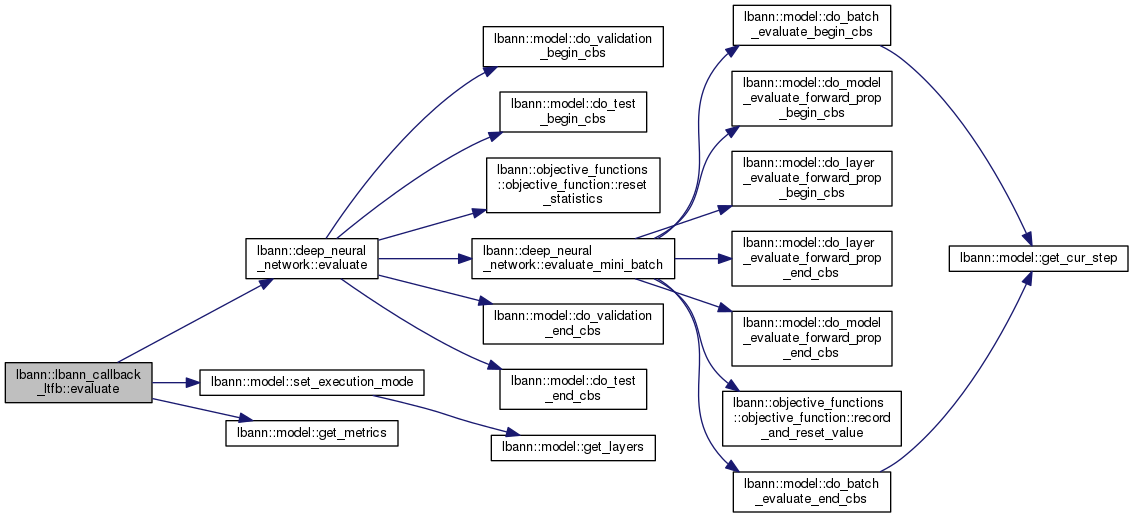 lbann::lbann_callback
_ltfb::evaluate
lbann::deep_neural
_network::evaluate
lbann::model::set_execution_mode
lbann::model::get_metrics
lbann::model::do_validation
_begin_cbs
lbann::model::do_test
_begin_cbs
lbann::objective_functions
::objective_function::reset
_statistics
lbann::deep_neural
_network::evaluate_mini_batch
lbann::model::do_validation
_end_cbs
lbann::model::do_test
_end_cbs
lbann::model::get_layers
lbann::model::do_batch
_evaluate_begin_cbs
lbann::model::do_model
_evaluate_forward_prop
_begin_cbs
lbann::model::do_layer
_evaluate_forward_prop
_begin_cbs
lbann::model::do_layer
_evaluate_forward_prop
_end_cbs
lbann::model::do_model
_evaluate_forward_prop
_end_cbs
lbann::objective_functions
::objective_function::record
_and_reset_value
lbann::model::do_batch
_evaluate_end_cbs
lbann::model::get_cur_step